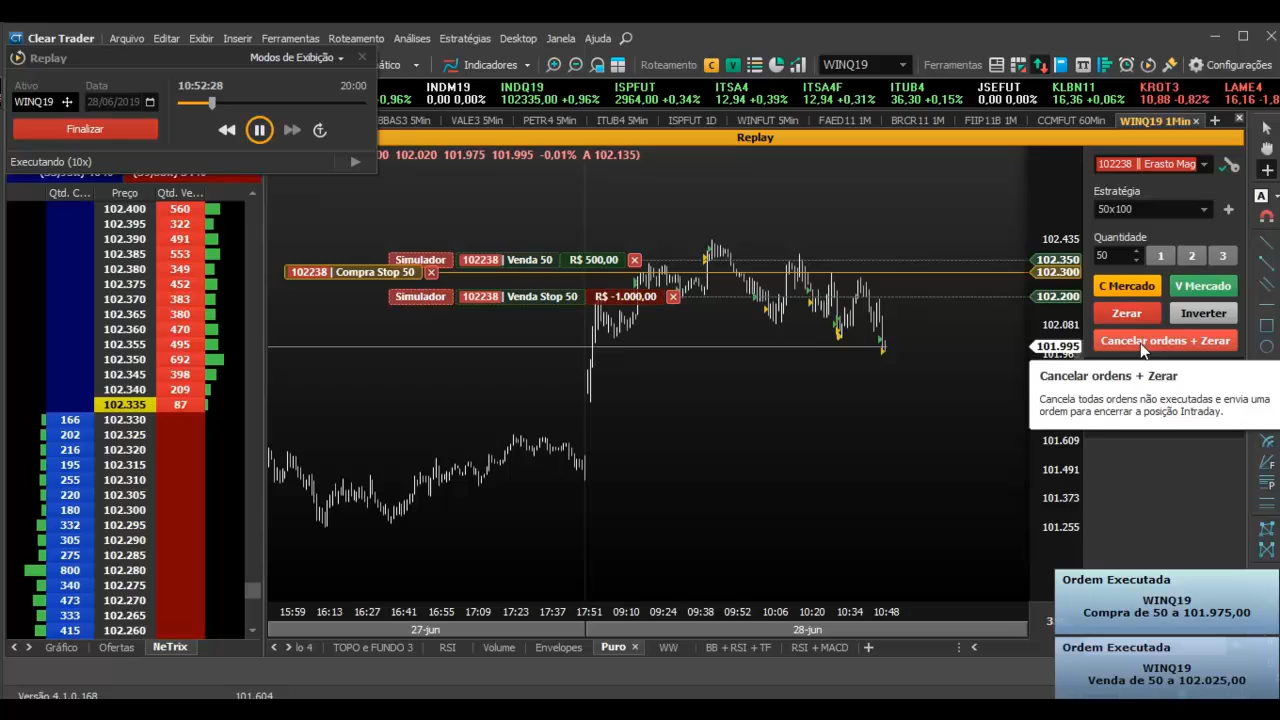 Clear Trader Arquivo Editar Exibir Inserir Ferramentas Roteamento Análises Estratégias Desktop Janela Ajuda
Replay Modos de Exibição
ático Indicadores Roteamento C V WINQ19 Ferramentas Configurações
Ativo Data 10:52:28 20:00
WINQ19 28/06/2019
Finalizar
Executando (10x)
INDM19 INDQ19 ISPFUT ITSA4 ITSA4F ITUB4 JSEFUT KLBN11 KROT3 LAME4
+0,96% 0,00 0,00% 102335,00 +0,96% 2964,00 +0,34% 12,94 +0,39% 12,94 +0,31% 36,30 +0,15% 0,00 0,00% 16,36 +0,06% 10,88 -0,82% 16,16 -1,8
BBAS3 5Min VALE3 5Min PETR4 5Min ITUB4 5Min ISPFUT 1D WINFUT 5Min FAED11 1M BRCR11 1M FIIP11B 1M CCMFUT 60Min WINQ19 1Min
Replay
00 102.020 101.975 101.995 -0,01% A 102.135)
Qtd. C... Preço Qtd. Ve...
102.400 560
102.395 322
102.390 491
102.385 553
102.380 349
102.375 452
102.370 383
102.365 380
102.360 470
102.355 495
102.350 692
102.345 398
102.340 209
102.335 87
166 102.330
202 102.325
216 102.320
195 102.315
255 102.310
220 102.305
180 102.300
332 102.295
305 102.290
275 102.285
800 102.280
340 102.275
473 102.270
333 102.265
415 102.260
Simulador 102238 | Venda 50 R$ 500,00
102238 | Compra Stop 50
Simulador 102238 | Venda Stop 50 R$ -1.000,00
102.435
102.350
102.300
102.200
102.081
101.995
101.609
101.491
101.373
101.255
102238 Erasto Mag
Estratégia
50x100
Quantidade
50 1 2 3
C Mercado V Mercado
Zerar Inverter
Cancelar ordens + Zerar
Cancelar ordens + Zerar
Cancela todas ordens não executadas e envia uma
ordem para encerrar a posição Intraday.
A
F
P
15:59 16:13 16:27 16:41 16:55 17:09 17:23 17:37 17:51 09:10 09:24 09:38 09:52 10:06 10:20 10:34 10:48
27-jun 28-jun
Gráfico Ofertas NeTrix lo 4 TOPO e FUNDO 3 RSI Volume Envelopes Puro WW BB + RSI + TF RSI + MACD
Ordem Executada
WINQ19
Compra de 50 a 101.975,00
Ordem Executada
WINQ19
Venda de 50 a 102.025,00
Versão 4.1.0.168 101.604